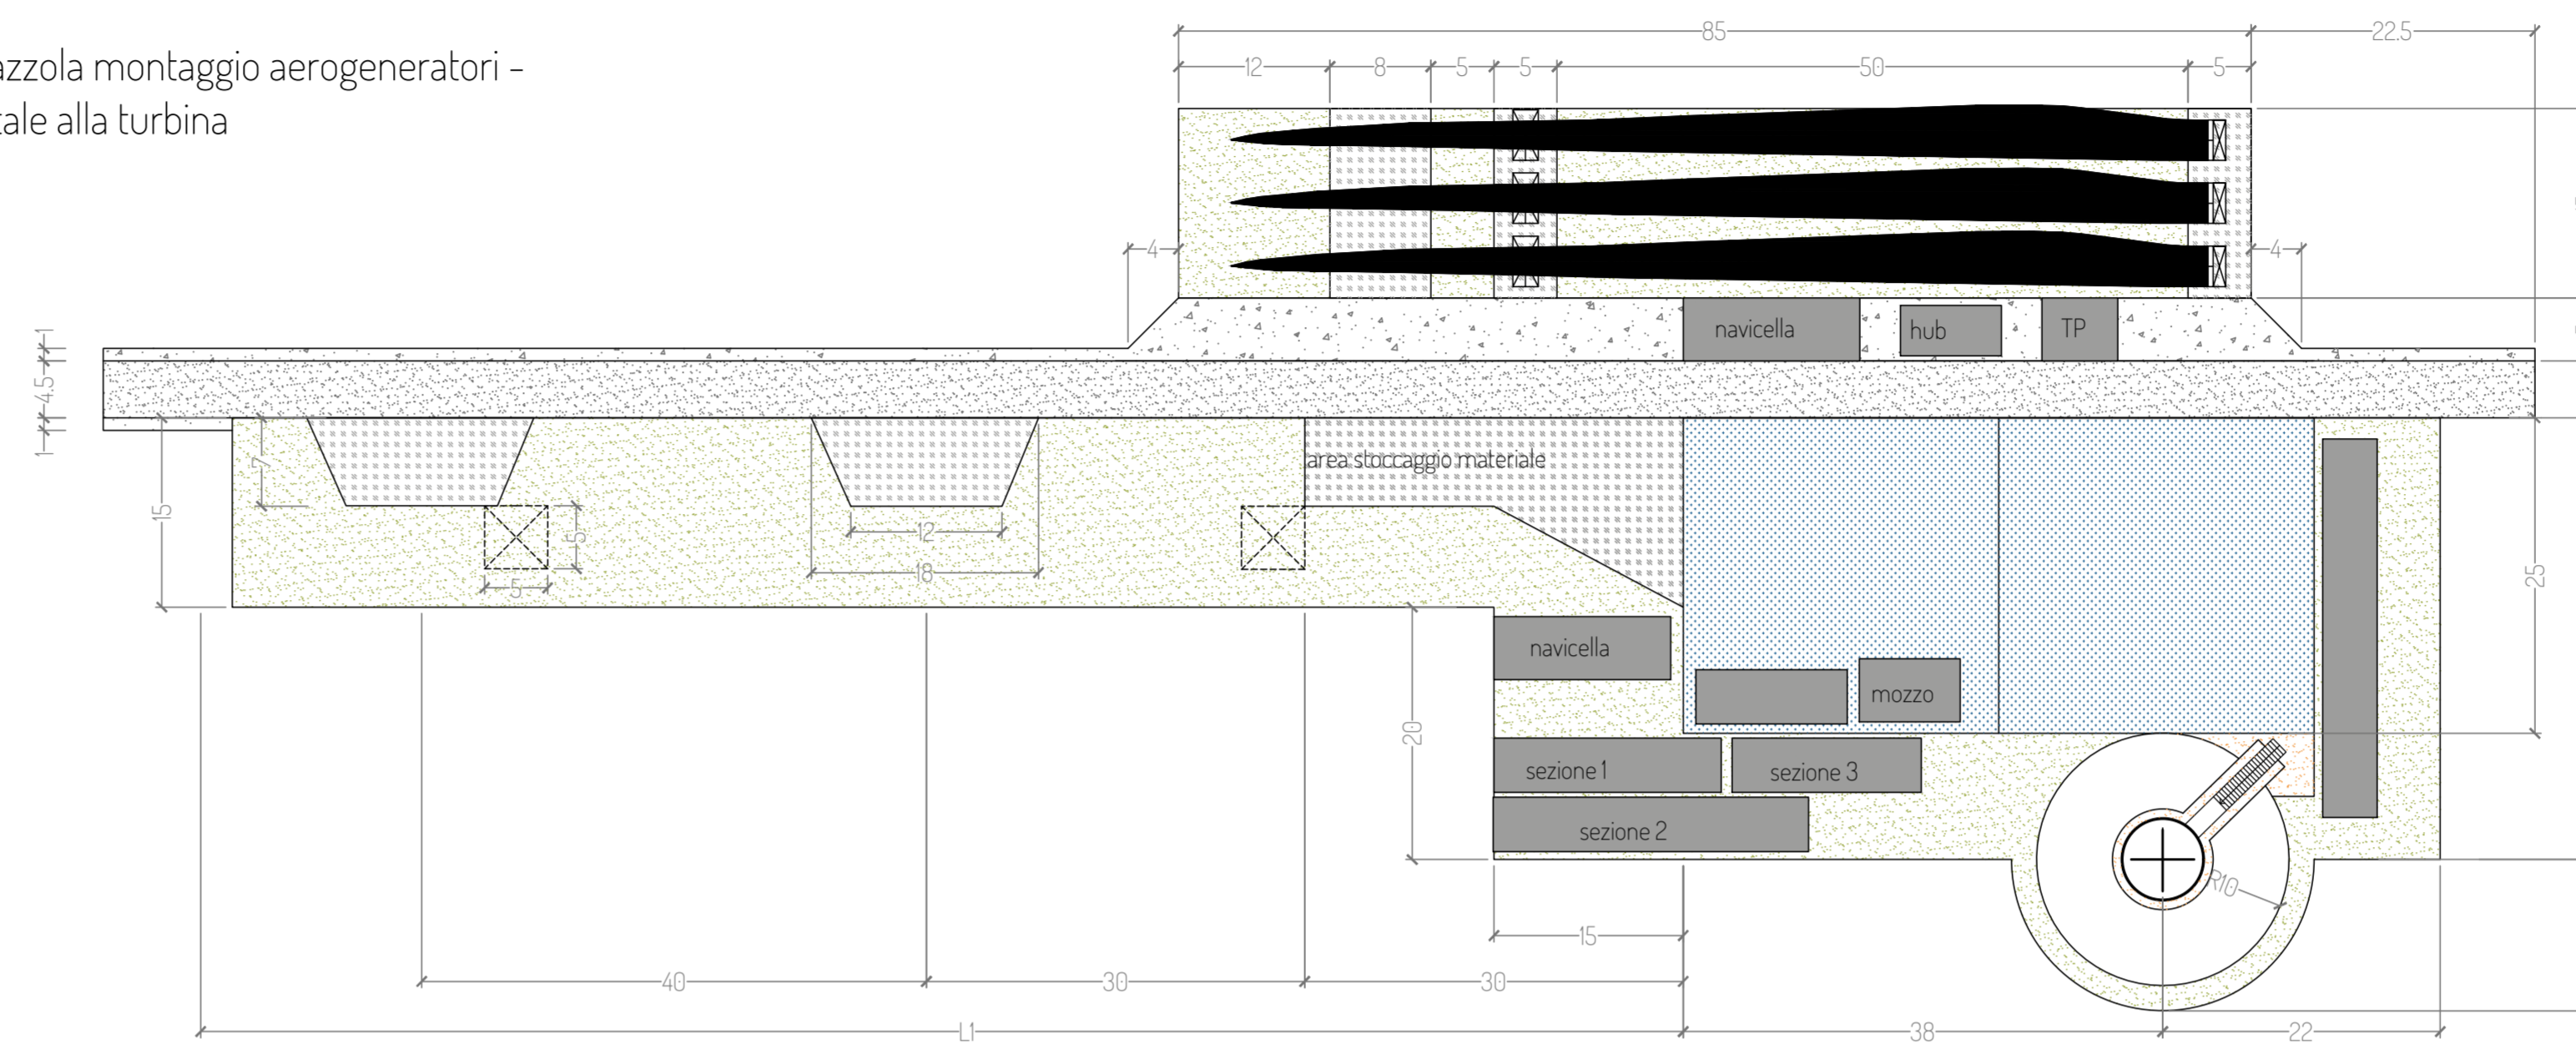 azzola montaggio aerogeneratori -
tale alla turbina
85
22.5
12
8
5
5
50
5
4
4
navicella
hub
TP
1
4.5
1
area stoccaggio materiale
7
15
5
12
18
5
25
navicella
mozzo
20
sezione 1
sezione 3
sezione 2
R10
15
40
30
30
L1
38
22